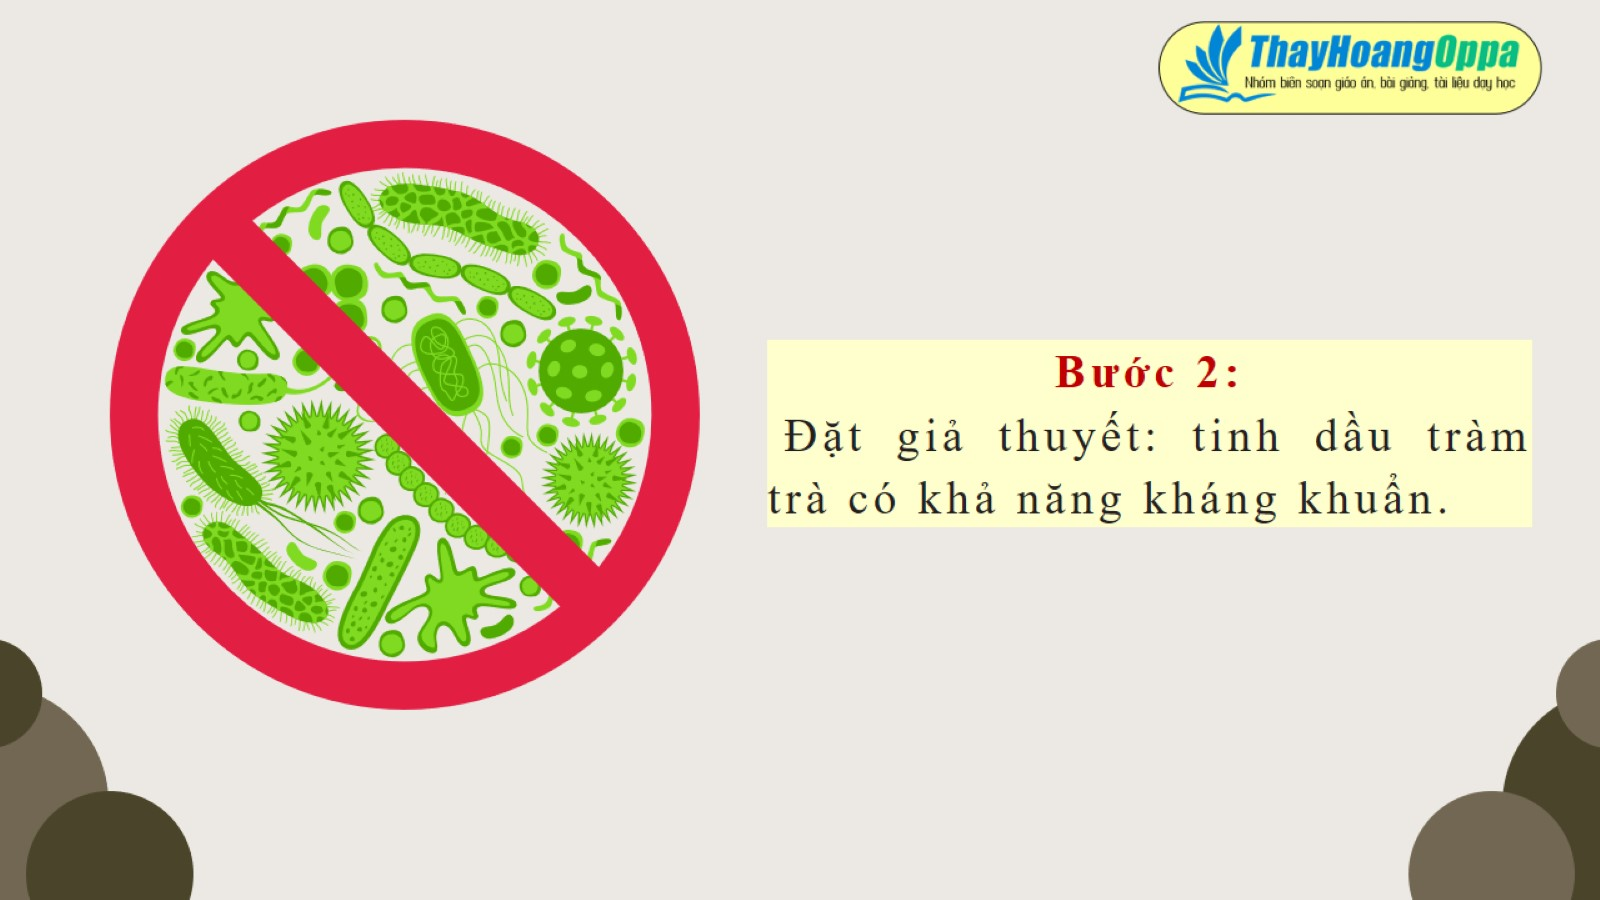 ThayHoangOppa
Nhóm biên soạn giáo án, bài giảng, tài liệu dạy học
Bước 2:
Đặt giả thuyết: tinh dầu tràm
trà có khả năng kháng khuẩn.